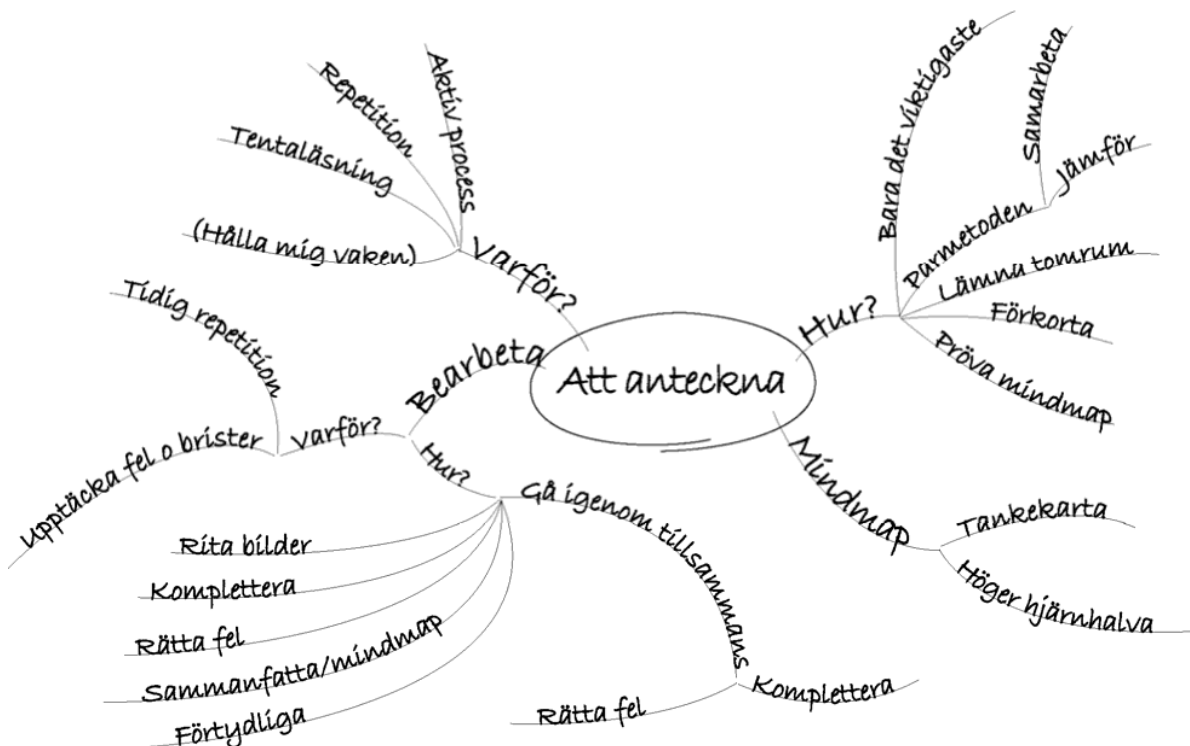 Att anteckna
Varför?
Aktiv process
Repetition
Tentaläsning
(Hålla mig vaken)
Hur?
Bara det viktigaste
Parmetoden
Samarbeta
Jämför
Lämna tomrum
Förkorta
Pröva mindmap
Mindmap
Tankekarta
Höger hjärnhalva
Bearbeta
Varför?
Tidig repetition
Upptäcka fel o brister
Hur?
Gå igenom tillsammans
Komplettera
Rätta fel
Rita bilder
Komplettera
Rätta fel
Sammanfatta/mindmap
Förtydliga